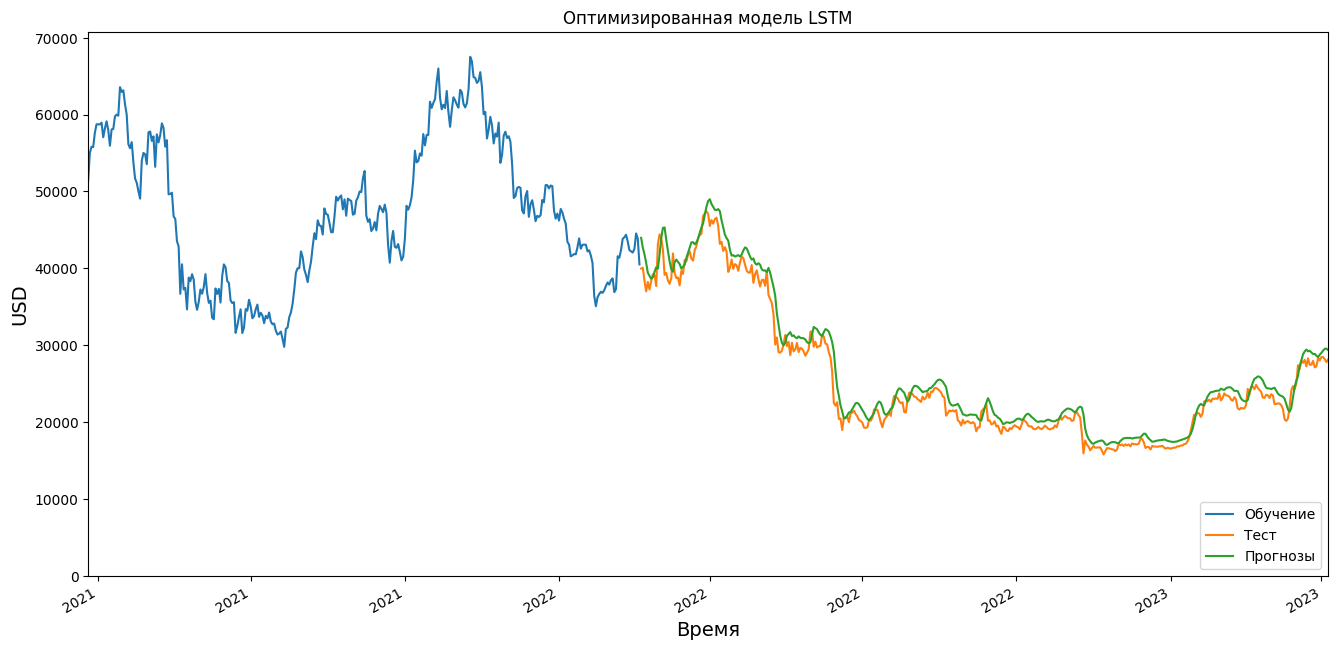 Оптимизированная модель LSTM
70000
60000
50000
40000
30000
20000
10000
0
USD
2021
2021
2021
2022
2022
2022
2022
2023
2023
Время
Обучение
Тест
Прогнозы